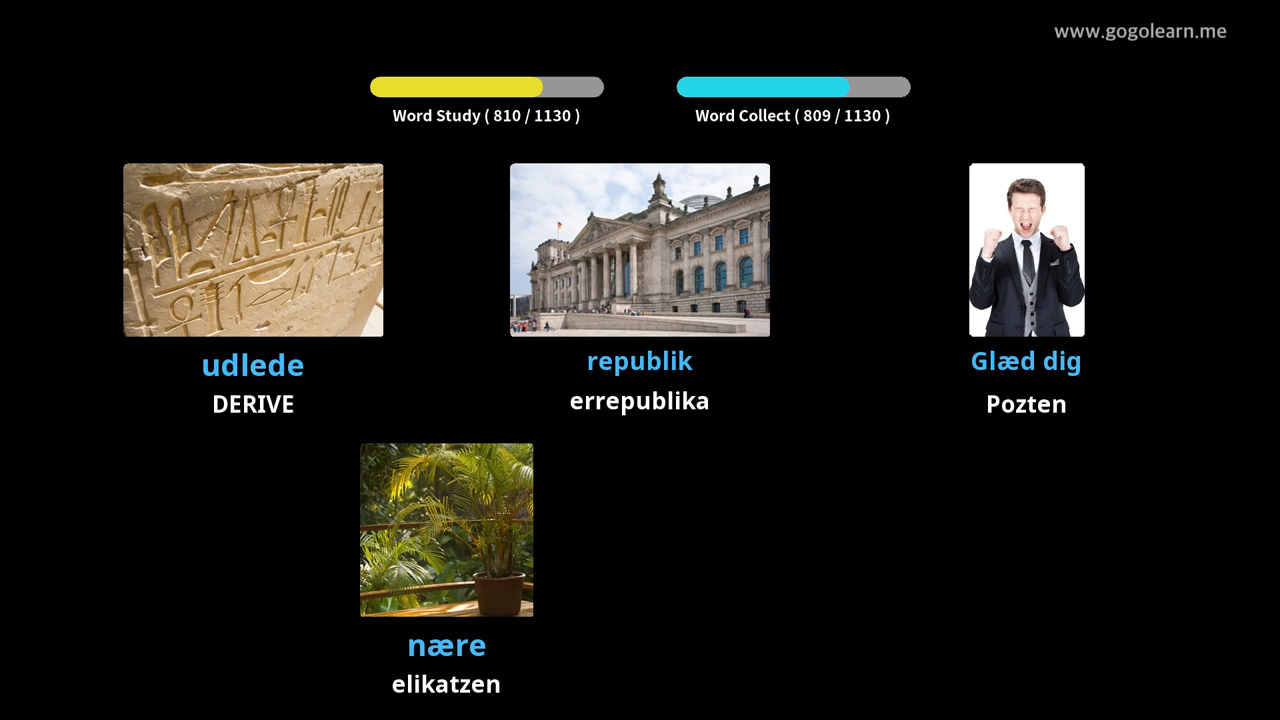 www.gogolearn.me
Word Study ( 810 / 1130 )
Word Collect ( 809 / 1130 )
udlede
DERIVE
republik
errepublika
Glæd dig
Pozten
nære
elikatzen